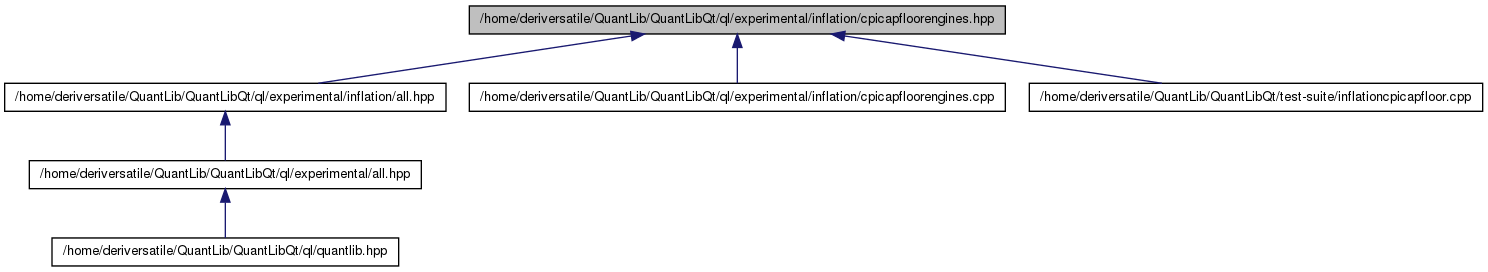 /home/deriversatile/QuantLib/QuantLibQt/ql/experimental/inflation/cpicapfloorengines.hpp
/home/deriversatile/QuantLib/QuantLibQt/ql/experimental/inflation/all.hpp
/home/deriversatile/QuantLib/QuantLibQt/ql/experimental/inflation/cpicapfloorengines.cpp
/home/deriversatile/QuantLib/QuantLibQt/test-suite/inflationcpicapfloor.cpp
/home/deriversatile/QuantLib/QuantLibQt/ql/experimental/all.hpp
/home/deriversatile/QuantLib/QuantLibQt/ql/quantlib.hpp